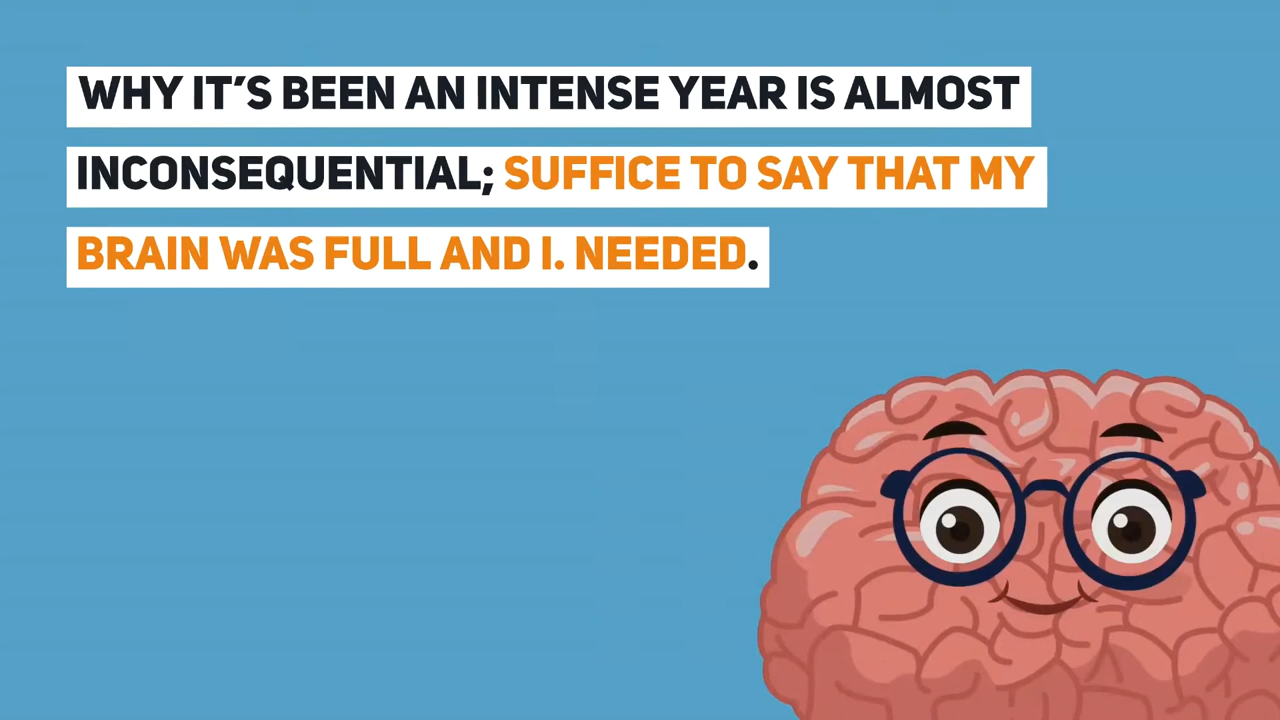 WHY IT’S BEEN AN INTENSE YEAR IS ALMOST
INCONSEQUENTIAL; SUFFICE TO SAY THAT MY
BRAIN WAS FULL AND I. NEEDED.